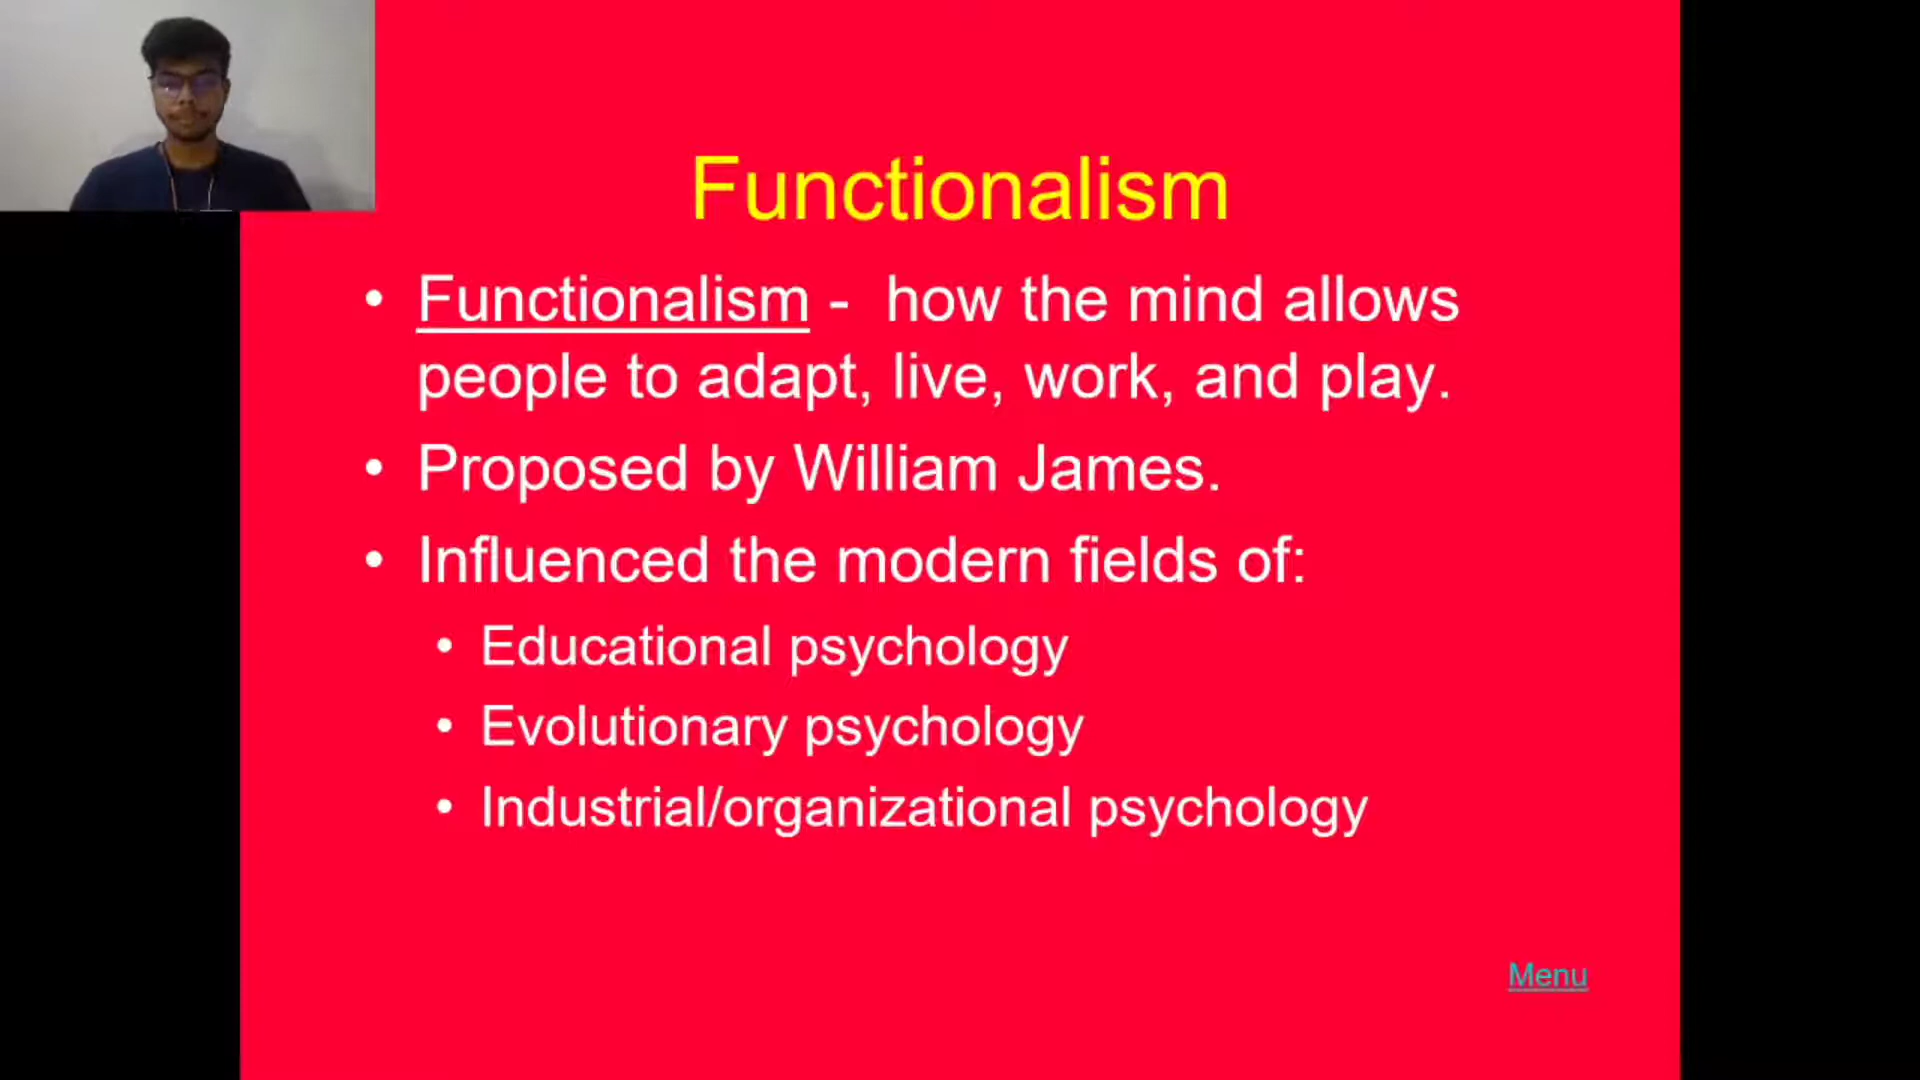 Functionalism
• Functionalism - how the mind allows
people to adapt, live, work, and play.
• Proposed by William James.
• Influenced the modern fields of:
• Educational psychology
• Evolutionary psychology
• Industrial/organizational psychology
Menu